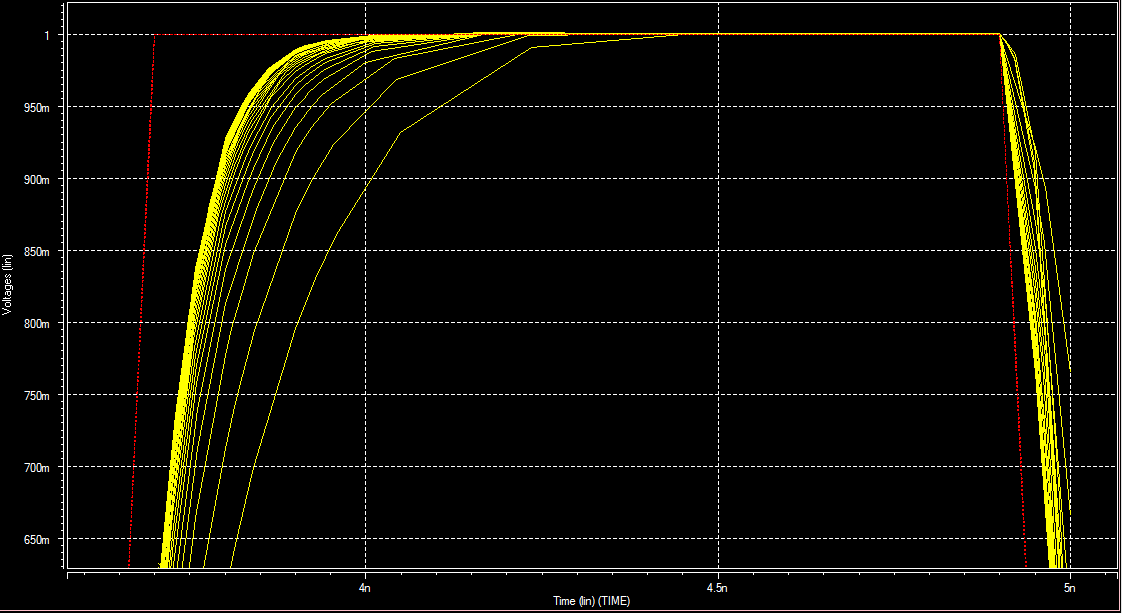 1
950m
900m
850m
800m
750m
700m
650m
Voltages (lin)
4n
4.5n
5n
Time (lin) (TIME)